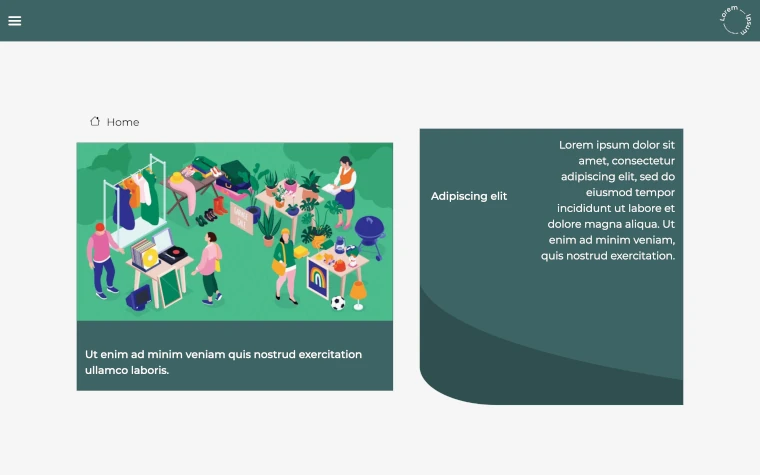 Lorem ipsum
Home
Ut enim ad minim veniam quis nostrud exercitation
ullamco laboris.
Adipiscing elit
Lorem ipsum dolor sit
amet, consectetur
adipiscing elit, sed do
eiusmod tempor
incididunt ut labore et
dolore magna aliqua. Ut
enim ad minim veniam,
quis nostrud exercitation.